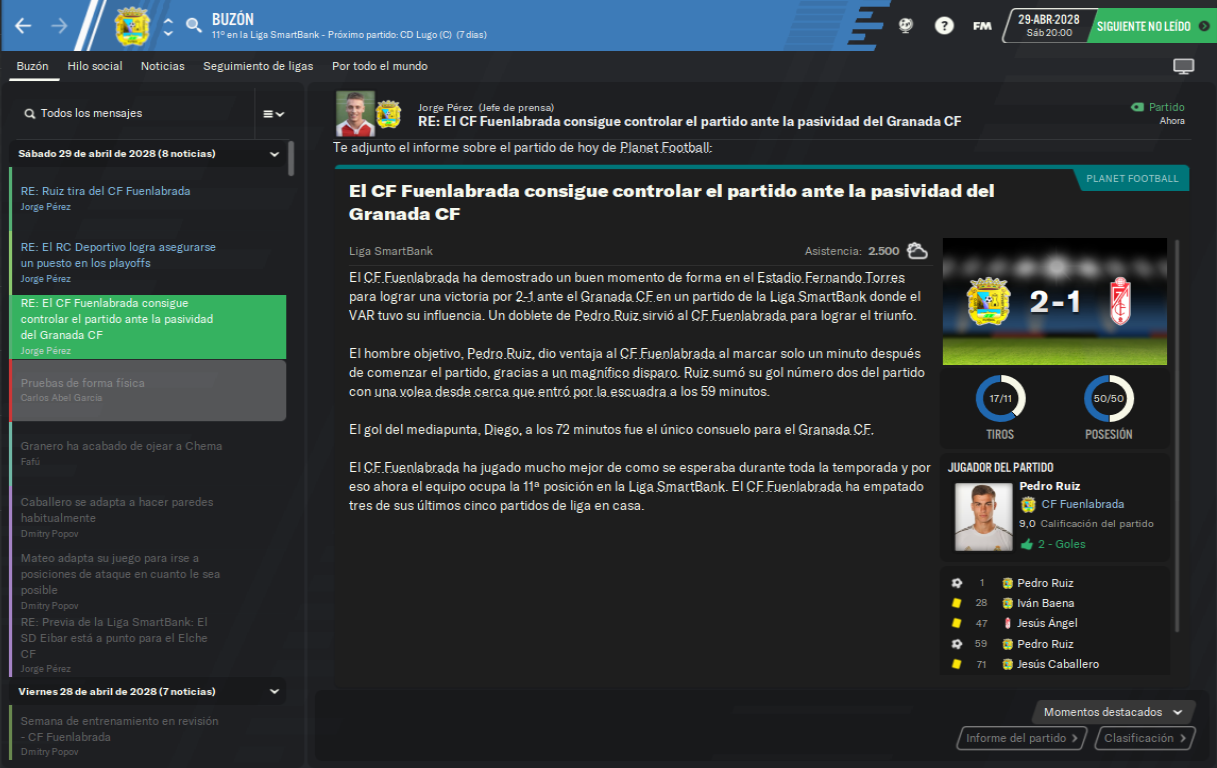 BUZÓN
11º en la Liga SmartBank - Próximo partido: CD Lugo (C) (7 días)
?
FM
29-ABR-2028
Sáb 20:00
SIGUIENTE NO LEÍDO
Buzón
Hilo social
Noticias
Seguimiento de ligas
Por todo el mundo
Todos los mensajes
Sábado 29 de abril de 2028 (8 noticias)
RE: Ruiz tira del CF Fuenlabrada
Jorge Pérez
RE: El RC Deportivo logra asegurarse
un puesto en los playoffs
Jorge Pérez
RE: El CF Fuenlabrada consigue
controlar el partido ante la pasividad
del Granada CF
Jorge Pérez
Pruebas de forma física
Carlos Abel García
Granero ha acabado de ojear a Chema
Fafú
Caballero se adapta a hacer paredes
habitualmente
Dmitry Popov
Mateo adapta su juego para irse a
posiciones de ataque en cuanto le sea
posible
Dmitry Popov
RE: Previa de la Liga SmartBank: El
SD Eibar está a punto para el Elche
CF
Jorge Pérez
Viernes 28 de abril de 2028 (7 noticias)
Semana de entrenamiento en revisión
- CF Fuenlabrada
Dmitry Popov
Jorge Pérez (Jefe de prensa)
RE: El CF Fuenlabrada consigue controlar el partido ante la pasividad del Granada CF
Partido
Ahora
Te adjunto el informe sobre el partido de hoy de Planet Football:
PLANET FOOTBALL
El CF Fuenlabrada consigue controlar el partido ante la pasividad del
Granada CF
Liga SmartBank
Asistencia: 2.500
El CF Fuenlabrada ha demostrado un buen momento de forma en el Estadio Fernando Torres
para lograr una victoria por 2-1 ante el Granada CF en un partido de la Liga SmartBank donde el
VAR tuvo su influencia. Un doblete de Pedro Ruiz sirvió al CF Fuenlabrada para lograr el triunfo.
El hombre objetivo, Pedro Ruiz, dio ventaja al CF Fuenlabrada al marcar solo un minuto después
de comenzar el partido, gracias a un magnífico disparo. Ruiz sumó su gol número dos del partido
con una volea desde cerca que entró por la escuadra a los 59 minutos.
El gol del mediapunta, Diego, a los 72 minutos fue el único consuelo para el Granada CF.
El CF Fuenlabrada ha jugado mucho mejor de como se esperaba durante toda la temporada y por
eso ahora el equipo ocupa la 11ª posición en la Liga SmartBank. El CF Fuenlabrada ha empatado
tres de sus últimos cinco partidos de liga en casa.
2-1
17/11
50/50
TIROS
POSESIÓN
JUGADOR DEL PARTIDO
Pedro Ruiz
CF Fuenlabrada
9,0 Calificación del partido
2 - Goles
1 Pedro Ruiz
28 Iván Baena
47 Jesús Ángel
59 Pedro Ruiz
71 Jesús Caballero
Momentos destacados
Informe del partido
Clasificación